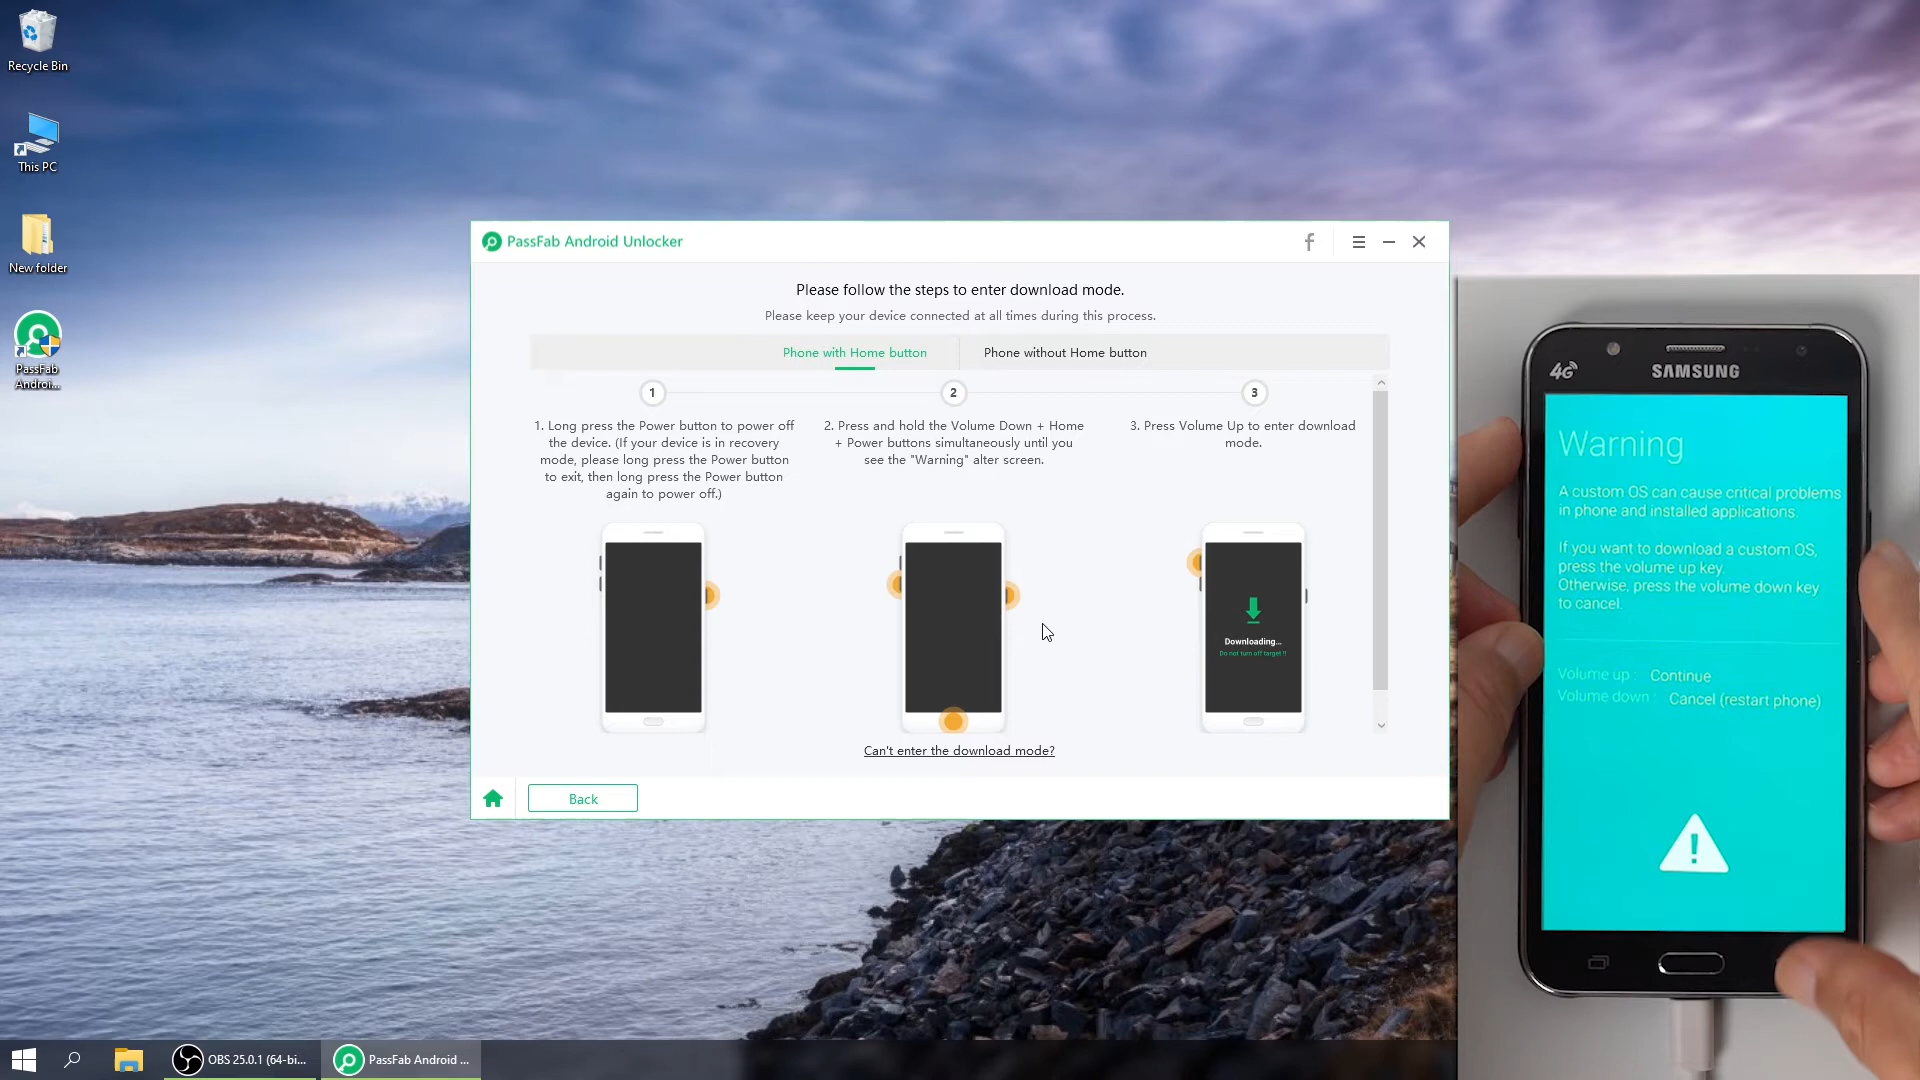 Recycle Bin
This PC
New folder
PassFab
Androi...
PassFab Android Unlocker
Please follow the steps to enter download mode.
Please keep your device connected at all times during this process.
Phone with Home button
Phone without Home button
1
2
3
1. Long press the Power button to power off
the device. (If your device is in recovery
mode, please long press the Power button
to exit, then long press the Power button
again to power off.)
2. Press and hold the Volume Down + Home
+ Power buttons simultaneously until you
see the "Warning" alter screen.
3. Press Volume Up to enter download
mode.
Downloading...
Do not turn off target !!
Can't enter the download mode?
Back
4G
SAMSUNG
Warning
A custom OS can cause critical problems
in phone and installed applications.
If you want to download a custom OS,
press the volume up key.
Otherwise, press the volume down key
to cancel.
Volume up : Continue
Volume down : Cancel (restart phone)
OBS 25.0.1 (64-bi...
PassFab Android ...